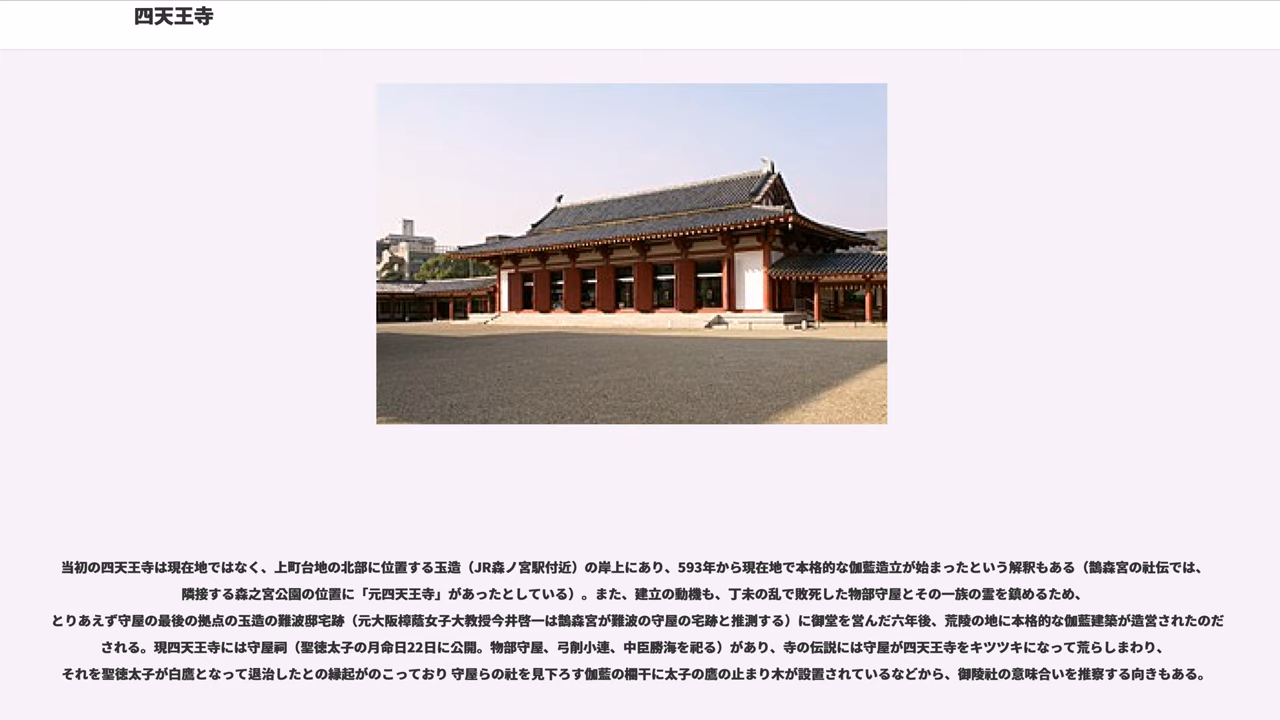 四天王寺
当初の四天王寺は現在地ではなく、上町台地の北部に位置する玉造（JR森ノ宮駅付近）の岸上にあり、593年から現在地で本格的な伽藍造立が始まったという解釈もある（鵲森宮の社伝では、
隣接する森之宮公園の位置に「元四天王寺」があったとしている）。また、建立の動機も、丁未の乱で敗死した物部守屋とその一族の霊を鎮めるため、
とりあえず守屋の最後の拠点の玉造の難波邸宅跡（元大阪樟蔭女子大教授今井啓一は鵲森宮が難波の守屋の宅跡と推測する）に御堂を営んだ六年後、荒陵の地に本格的な伽藍建築が造営されたのだ
される。現四天王寺には守屋祠（聖徳太子の月命日22日に公開。物部守屋、弓削小連、中臣勝海を祀る）があり、寺の伝説には守屋が四天王寺をキツツキになって荒らしまわり、
それを聖徳太子が白鷹となって退治したとの縁起がのこっており 守屋らの社を見下ろす伽藍の欄干に太子の鷹の止まり木が設置されているなどから、御陵社の意味合いを推察する向きもある。